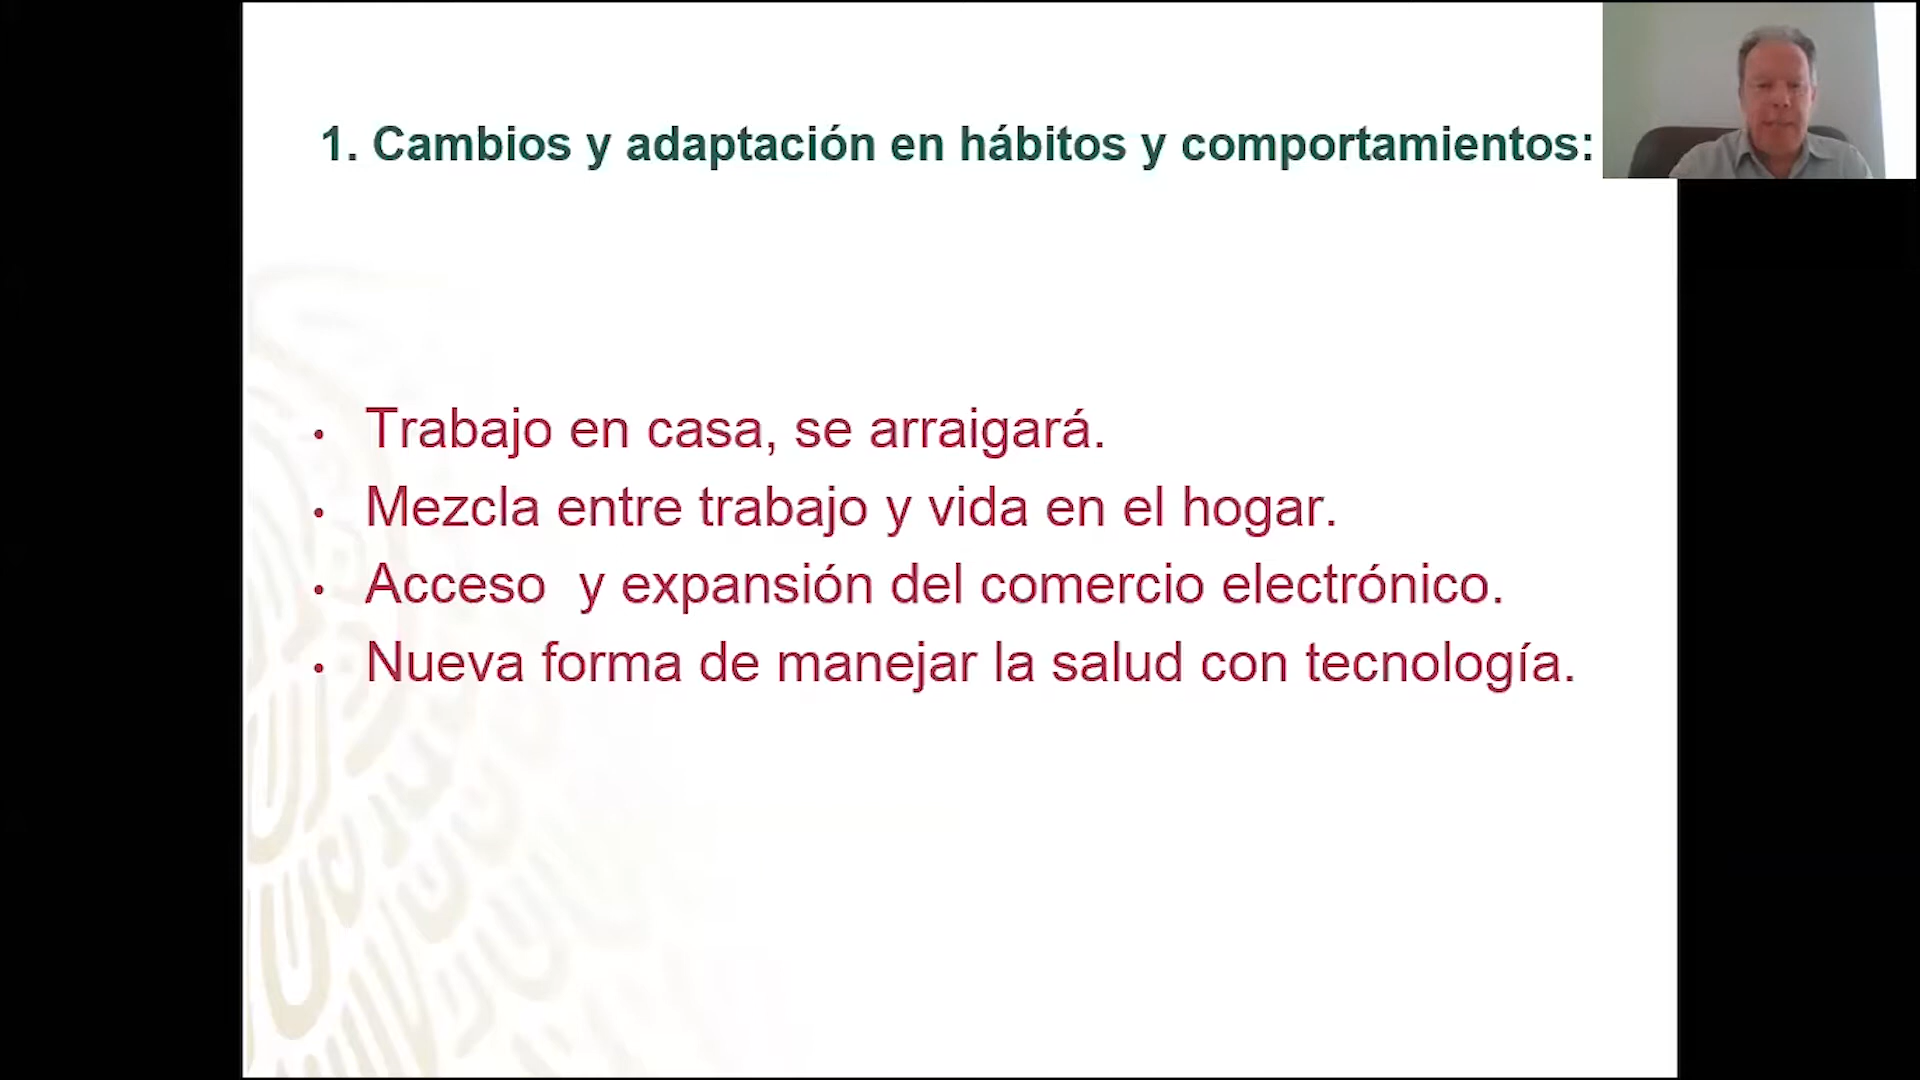 1. Cambios y adaptación en hábitos y comportamientos:
• Trabajo en casa, se arraigará.
• Mezcla entre trabajo y vida en el hogar.
• Acceso  y expansión del comercio electrónico.
• Nueva forma de manejar la salud con tecnología.